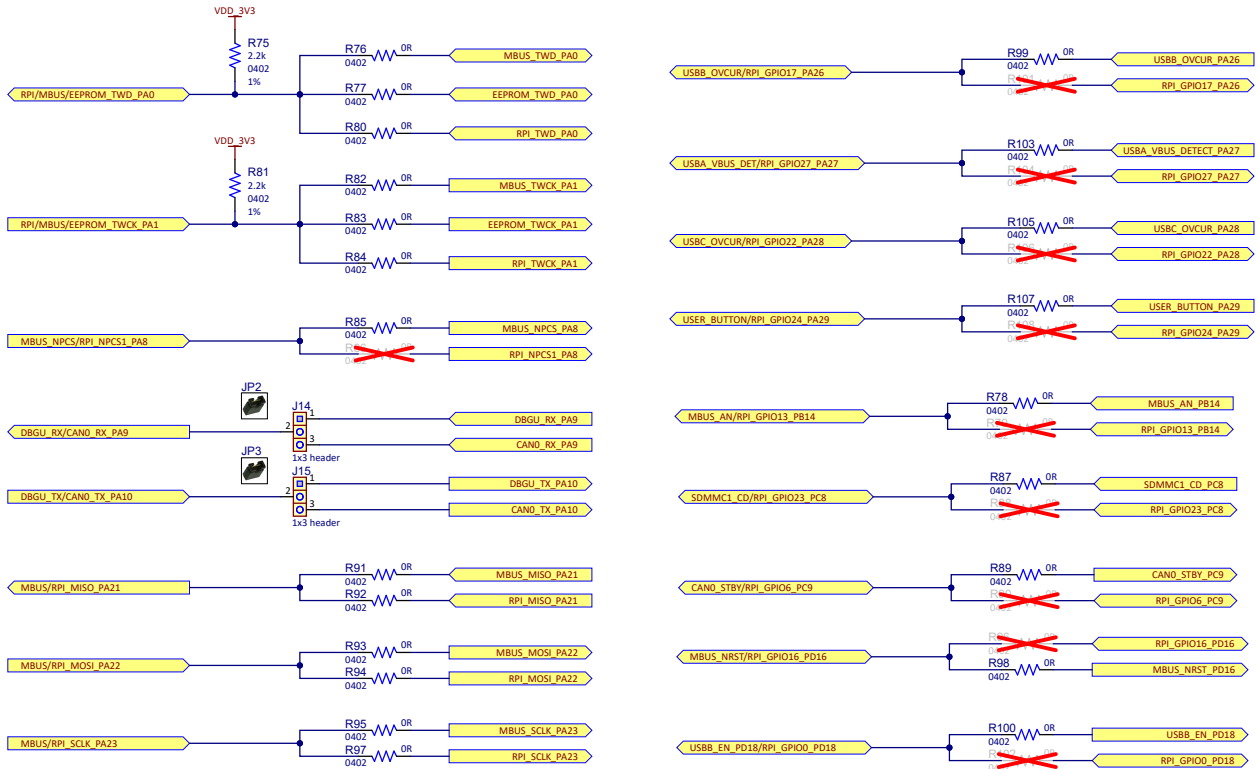 VDD_3V3
R75
2.2k
0402
1%
RPI/MBUS/EEPROM_TWD_PA0
R76
0R
0402
MBUS_TWD_PA0
R77
0R
0402
EEPROM_TWD_PA0
R80
0R
0402
RPI_TWD_PA0
VDD_3V3
R81
2.2k
0402
1%
RPI/MBUS/EEPROM_TWCK_PA1
R82
0R
0402
MBUS_TWCK_PA1
R83
0R
0402
EEPROM_TWCK_PA1
R84
0R
0402
RPI_TWCK_PA1
MBUS_NPCS/RPI_NPCS1_PA8
R85
0R
0402
MBUS_NPCS_PA8
RPI_NPCS1_PA8
JP2
J14
1
2
3
1x3 header
DBGU_RX/CAN0_RX_PA9
DBGU_RX_PA9
CAN0_RX_PA9
JP3
J15
1
2
3
1x3 header
DBGU_TX/CAN0_TX_PA10
DBGU_TX_PA10
CAN0_TX_PA10
MBUS/RPI_MISO_PA21
R91
0R
0402
MBUS_MISO_PA21
R92
0R
0402
RPI_MISO_PA21
MBUS/RPI_MOSI_PA22
R93
0R
0402
MBUS_MOSI_PA22
R94
0R
0402
RPI_MOSI_PA22
MBUS/RPI_SCLK_PA23
R95
0R
0402
MBUS_SCLK_PA23
R97
0R
0402
RPI_SCLK_PA23
USBB_OVCUR/RPI_GPIO17_PA26
R99
0R
0402
USBB_OVCUR_PA26
RPI_GPIO17_PA26
USBA_VBUS_DET/RPI_GPIO27_PA27
R103
0R
0402
USBA_VBUS_DETECT_PA27
RPI_GPIO27_PA27
USBC_OVCUR/RPI_GPIO22_PA28
R105
0R
0402
USBC_OVCUR_PA28
RPI_GPIO22_PA28
USER_BUTTON/RPI_GPIO24_PA29
R107
0R
0402
USER_BUTTON_PA29
RPI_GPIO24_PA29
MBUS_AN/RPI_GPIO13_PB14
R78
0R
0402
MBUS_AN_PB14
RPI_GPIO13_PB14
SDMMC1_CD/RPI_GPIO23_PC8
R87
0R
0402
SDMMC1_CD_PC8
RPI_GPIO23_PC8
CAN0_STBY/RPI_GPIO6_PC9
R89
0R
0402
CAN0_STBY_PC9
RPI_GPIO6_PC9
MBUS_NRST/RPI_GPIO16_PD16
RPI_GPIO16_PD16
R98
0R
0402
MBUS_NRST_PD16
USBB_EN_PD18/RPI_GPIO0_PD18
R100
0R
0402
USBB_EN_PD18
RPI_GPIO0_PD18